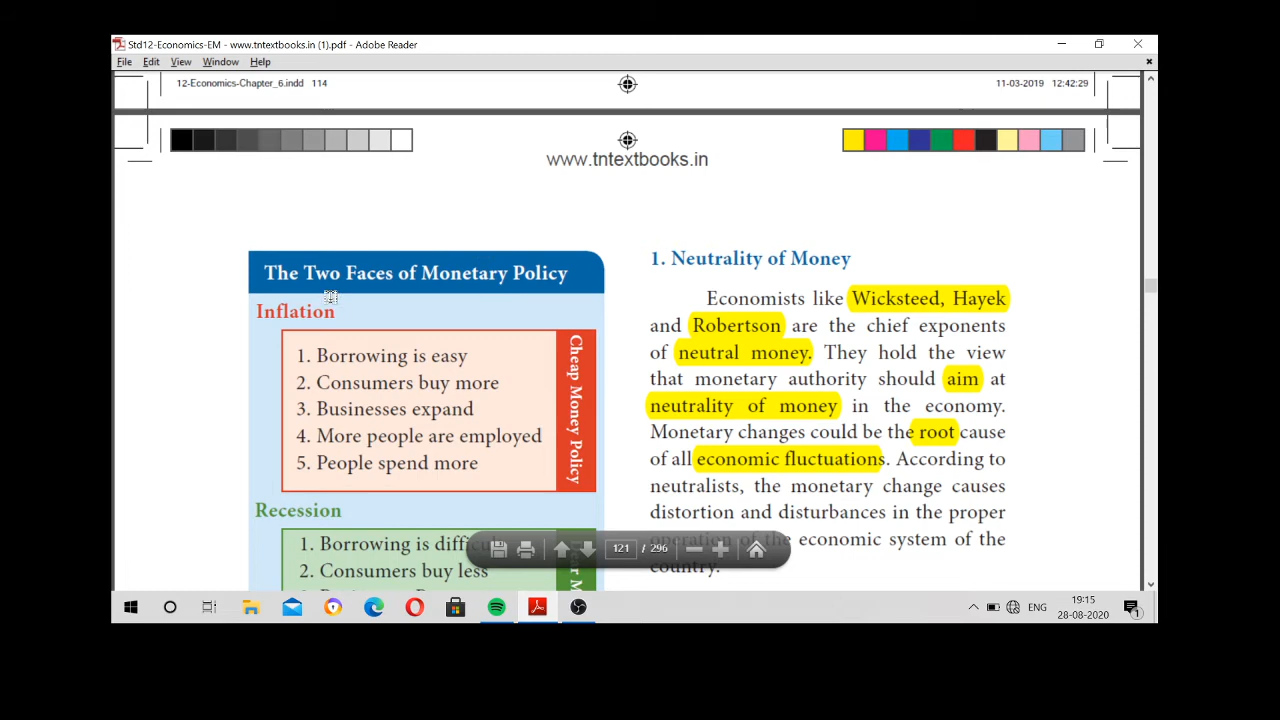 Std12-Economics-EM - www.tntextbooks.in (1).pdf - Adobe Reader
File Edit View Window Help
12-Economics-Chapter_6.indd 114
11-03-2019 12:42:29
www.tntextbooks.in
The Two Faces of Monetary Policy
Inflation
1. Borrowing is easy
2. Consumers buy more
3. Businesses expand
4. More people are employed
5. People spend more
Cheap Money Policy
Recession
1. Borrowing is
2. Consumers buy less
1. Neutrality of Money
Economists like Wicksteed, Hayek
and Robertson are the chief exponents
of neutral money. They hold the view
that monetary authority should aim at
neutrality of money in the economy.
Monetary changes could be the root cause
of all economic fluctuations. According to
neutralists, the monetary change causes
distortion and disturbances in the proper
operation of the economic system of the
country.
121 / 296
ENG
19:15
28-08-2020
1